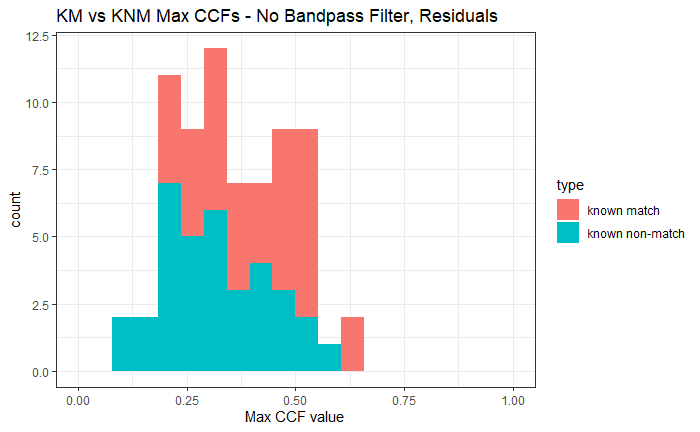 KM vs KNM Max CCFs - No Bandpass Filter, Residuals
12.5
10.0
7.5
5.0
2.5
0.0
count
0.00 0.25 0.50 0.75 1.00
Max CCF value
type
known match
known non-match